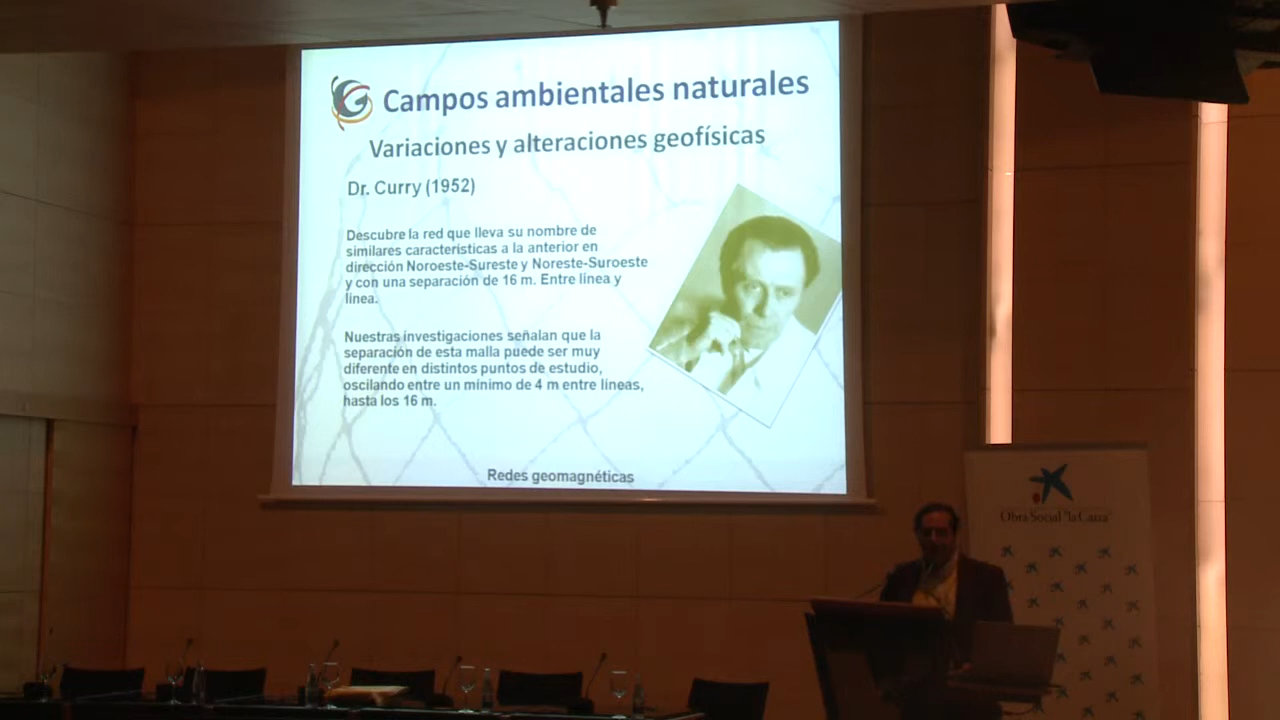 Campos ambientales naturales
Variaciones y alteraciones geofísicas
Dr. Curry (1952)
Descubre la red que lleva su nombre de
similares características a la anterior en
dirección Noroeste-Sureste y Noreste-Suroeste
y con una separación de 16 m. Entre línea y
línea.
Nuestras investigaciones señalan que la
separación de esta malla puede ser muy
diferente en distintos puntos de estudio,
oscilando entre un mínimo de 4 m entre líneas,
hasta los 16 m.
Redes geomagnéticas
Obra Social "la Caixa"